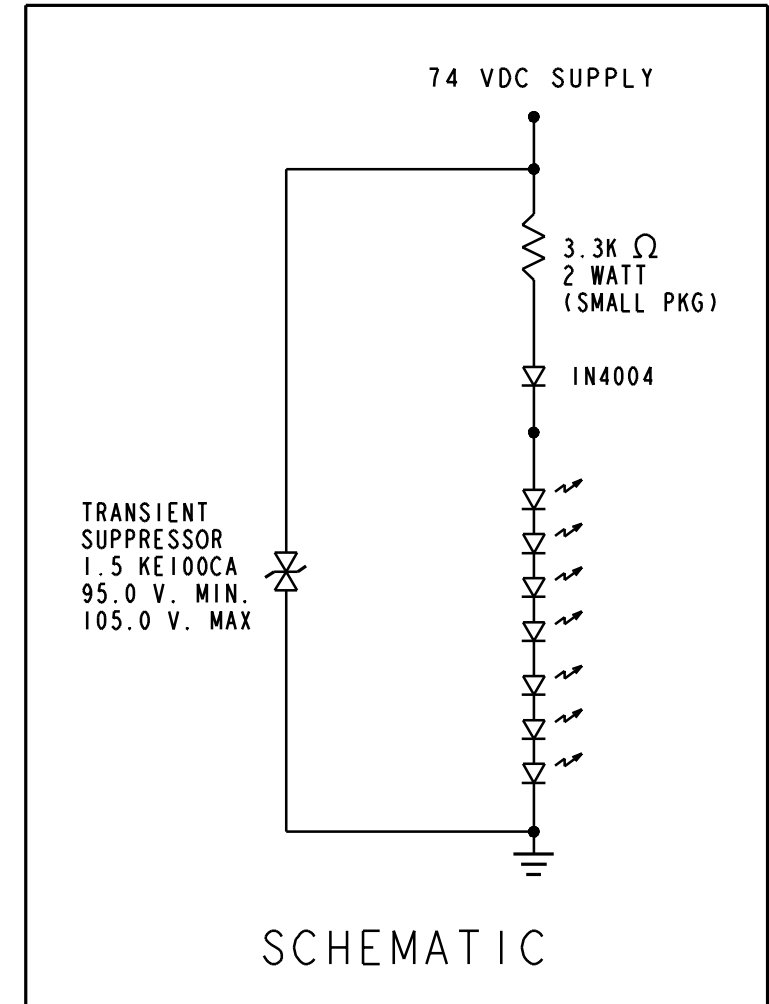 74 VDC SUPPLY
3.3K Ω
2 WATT
(SMALL PKG)
IN4004
TRANSIENT
SUPPRESSOR
1.5 KE100CA
95.0 V. MIN.
105.0 V. MAX
SCHEMATIC